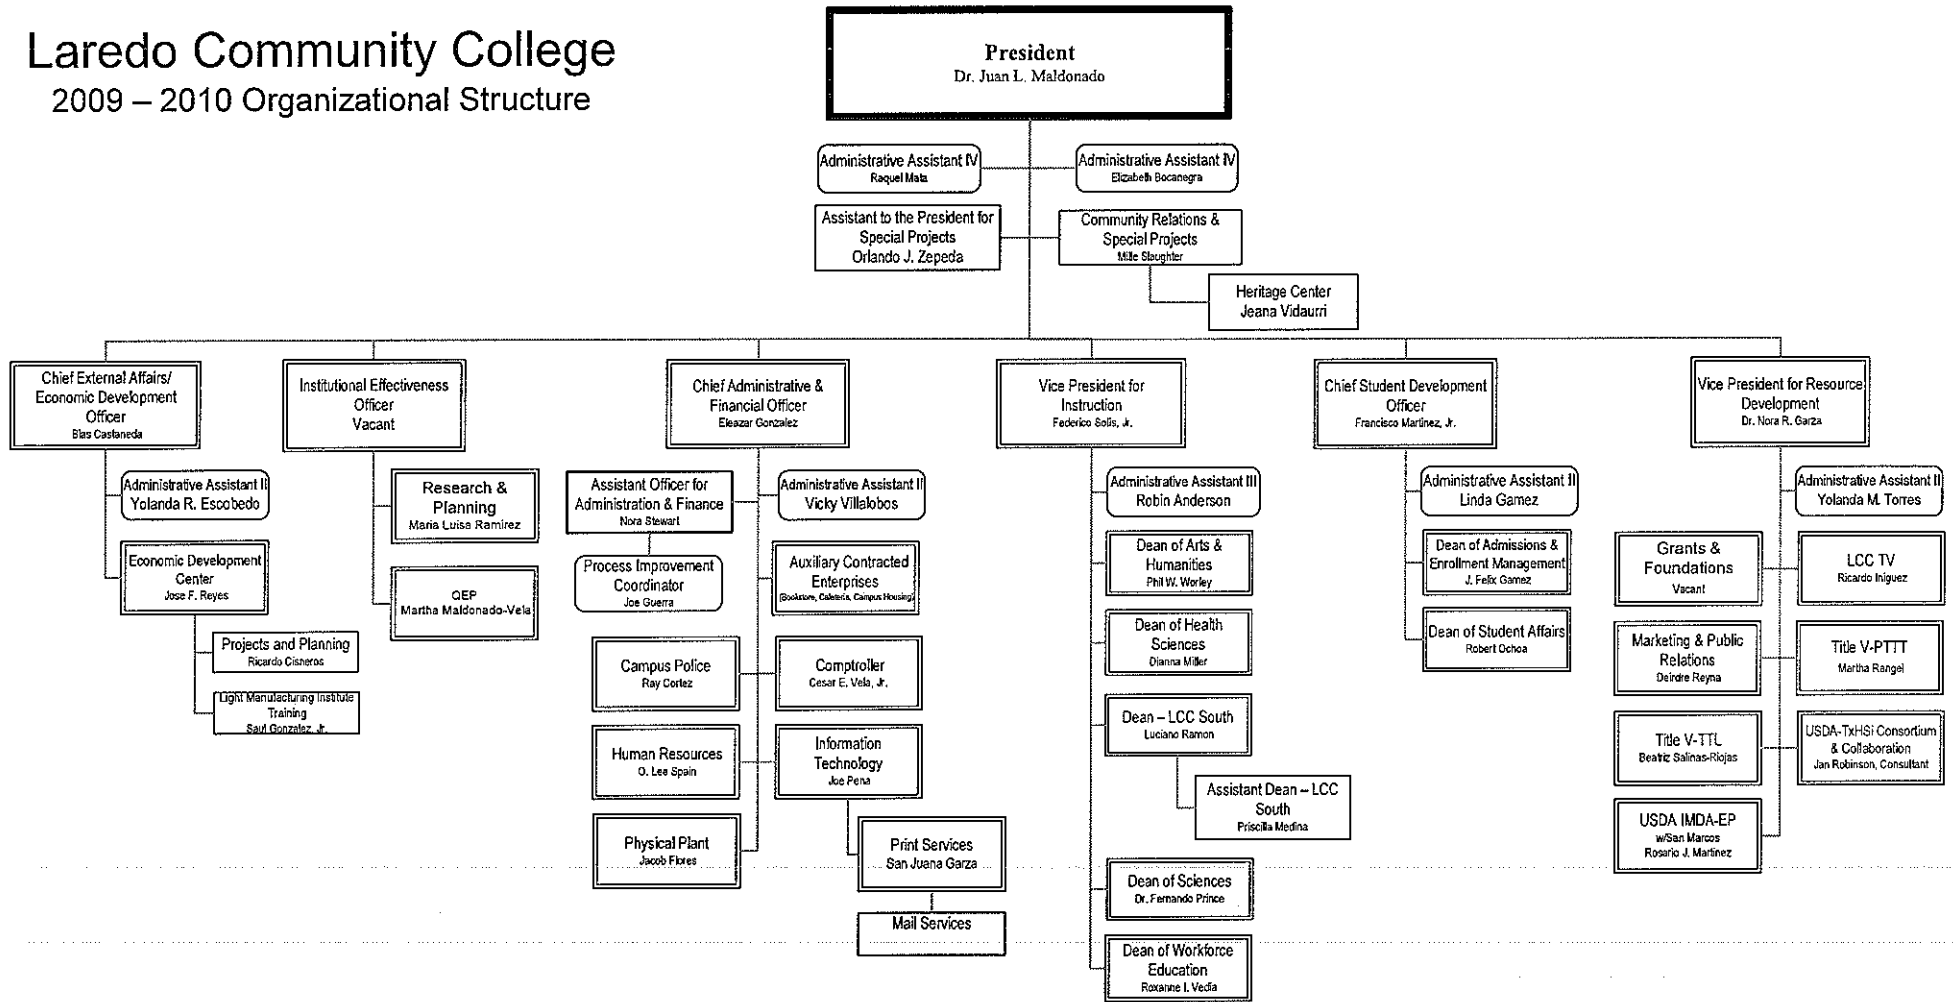 Laredo Community College
2009 – 2010 Organizational Structure
President
Dr. Juan L. Maldonado
Administrative Assistant IV
Raquel Mata
Administrative Assistant IV
Elizabeth Bocanegra
Assistant to the President for
Special Projects
Orlando J. Zepeda
Community Relations &
Special Projects
Mille Slaughter
Heritage Center
Jeana Vidaurri
Chief External Affairs/
Economic Development
Officer
Blas Castaneda
Institutional Effectiveness
Officer
Vacant
Chief Administrative &
Financial Officer
Eleazar Gonzalez
Vice President for
Instruction
Federico Solis, Jr.
Chief Student Development
Officer
Francisco Martinez, Jr.
Vice President for Resource
Development
Dr. Nora R. Garza
Administrative Assistant II
Yolanda R. Escobedo
Economic Development
Center
Jose F. Reyes
Projects and Planning
Ricardo Cisneros
Light Manufacturing Institute
Training
Saul Gonzalez, Jr.
Research &
Planning
Maria Luisa Ramirez
QEP
Martha Maldonado-Vela
Assistant Officer for
Administration & Finance
Nora Stewart
Administrative Assistant II
Vicky Villalobos
Process Improvement
Coordinator
Joe Guerra
Auxiliary Contracted
Enterprises
(Bookstore, Cafeteria, Campus Housing)
Campus Police
Ray Cortez
Comptroller
Cesar E. Vela, Jr.
Human Resources
O. Lee Spain
Information
Technology
Joe Pena
Physical Plant
Jacob Flores
Print Services
San Juana Garza
Mail Services
Administrative Assistant III
Robin Anderson
Dean of Arts &
Humanities
Phil W. Worley
Dean of Health
Sciences
Dianna Miller
Dean – LCC South
Luciano Ramon
Assistant Dean – LCC
South
Priscilla Medina
Dean of Sciences
Dr. Fernando Prince
Dean of Workforce
Education
Roxanne I. Vedia
Administrative Assistant II
Linda Gamez
Dean of Admissions &
Enrollment Management
J. Felix Gamez
Dean of Student Affairs
Robert Ochoa
Administrative Assistant II
Yolanda M. Torres
Grants &
Foundations
Vacant
LCC TV
Ricardo Iniguez
Marketing & Public
Relations
Deirdre Reyna
Title V-PTTT
Martha Rangel
Title V-TTL
Beatriz Salinas-Riojas
USDA-TxHSI Consortium
& Collaboration
Jan Robinson, Consultant
USDA IMDA-EP
w/San Marcos
Rosario J. Martinez